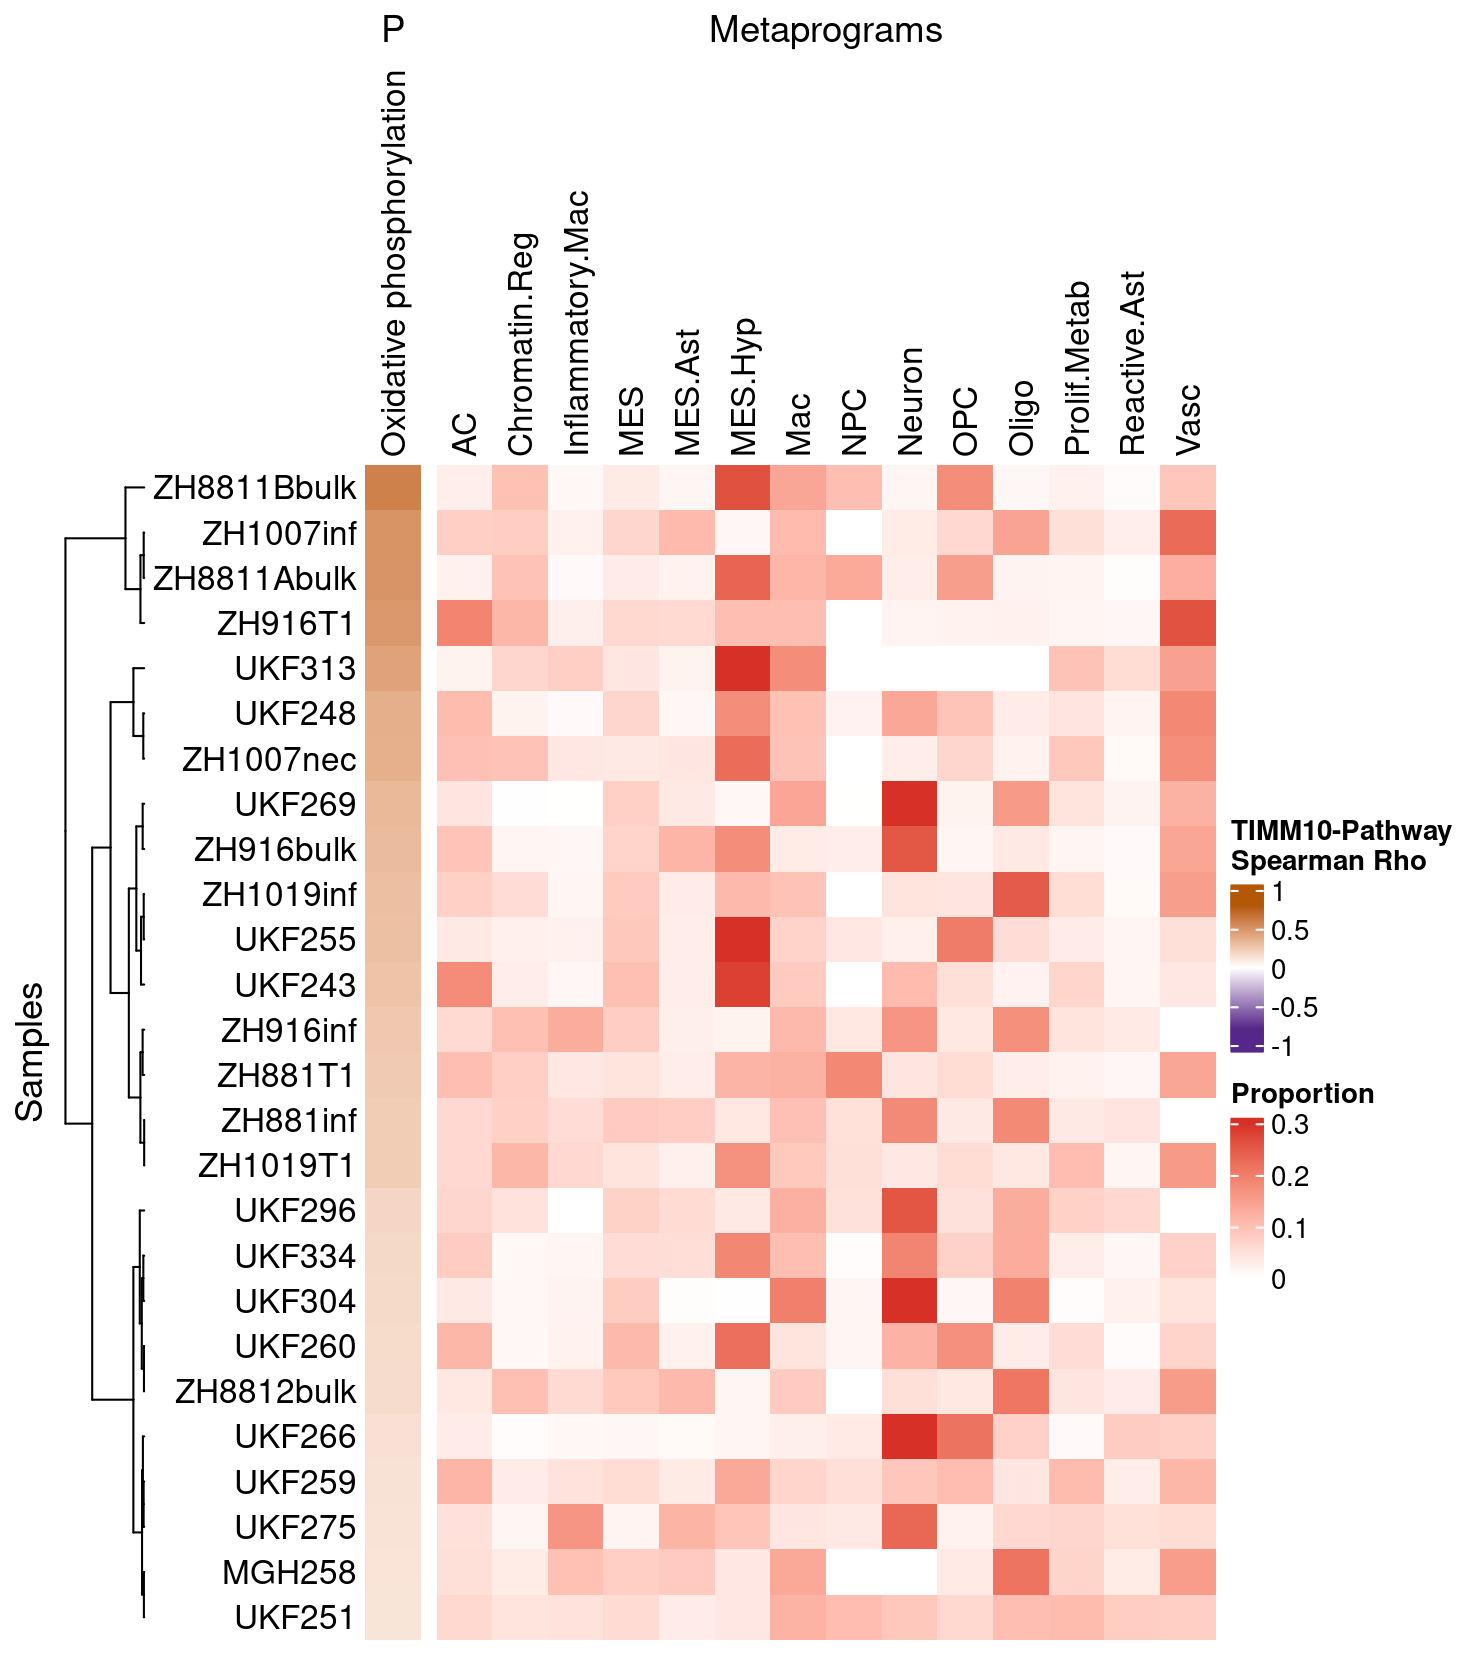 P
Metaprograms
Oxidative phosphorylation
AC
Chromatin.Reg
Inflammatory.Mac
MES
MES.Ast
MES.Hyp
Mac
NPC
Neuron
OPC
Oligo
Prolif.Metab
Reactive.Ast
Vasc
Samples
ZH8811Bbulk
ZH1007inf
ZH8811Abulk
ZH916T1
UKF313
UKF248
ZH1007nec
UKF269
ZH916bulk
ZH1019inf
UKF255
UKF243
ZH916inf
ZH881T1
ZH881inf
ZH1019T1
UKF296
UKF334
UKF304
UKF260
ZH8812bulk
UKF266
UKF259
UKF275
MGH258
UKF251
TIMM10-Pathway
Spearman Rho
1
0.5
0
-0.5
-1
Proportion
0.3
0.2
0.1
0